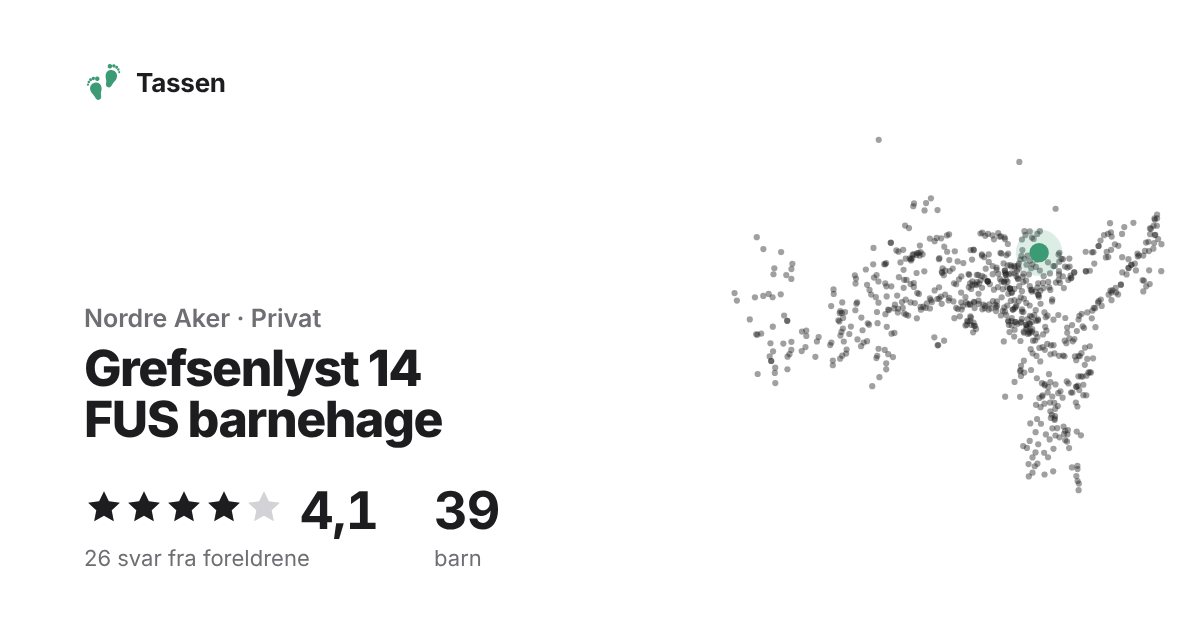 Tassen
Nordre Aker · Privat
Grefsenlyst 14
FUS barnehage
4,1
39
26 svar fra foreldrene
barn